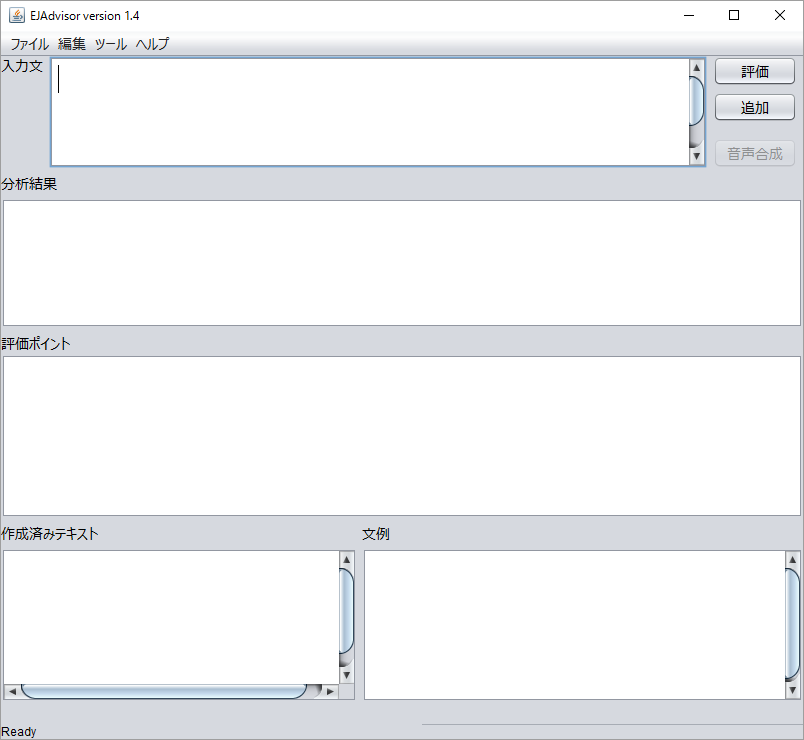 EJAdvisor version 1.4
ファイル 編集 ツール ヘルプ
入力文
評価
追加
音声合成
分析結果
評価ポイント
作成済みテキスト
文例
Ready